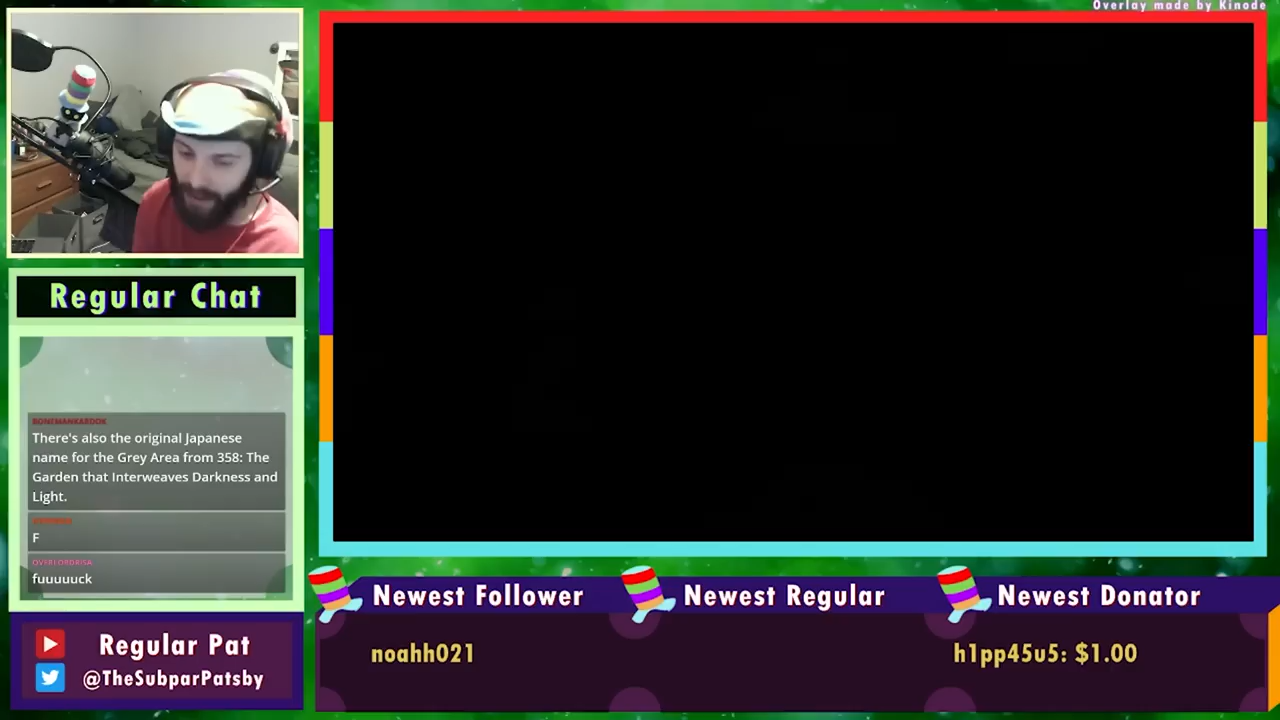 Overlay made by Kinode
Regular Chat
BONEMANKARDOK
There's also the original Japanese
name for the Grey Area from 358: The
Garden that Interweaves Darkness and
Light.
F
OVERLORDRISA
fuuuuuck
Regular Pat
@TheSubparPatsby
Newest Follower
Newest Regular
Newest Donator
noahh021
h1pp45u5: $1.00